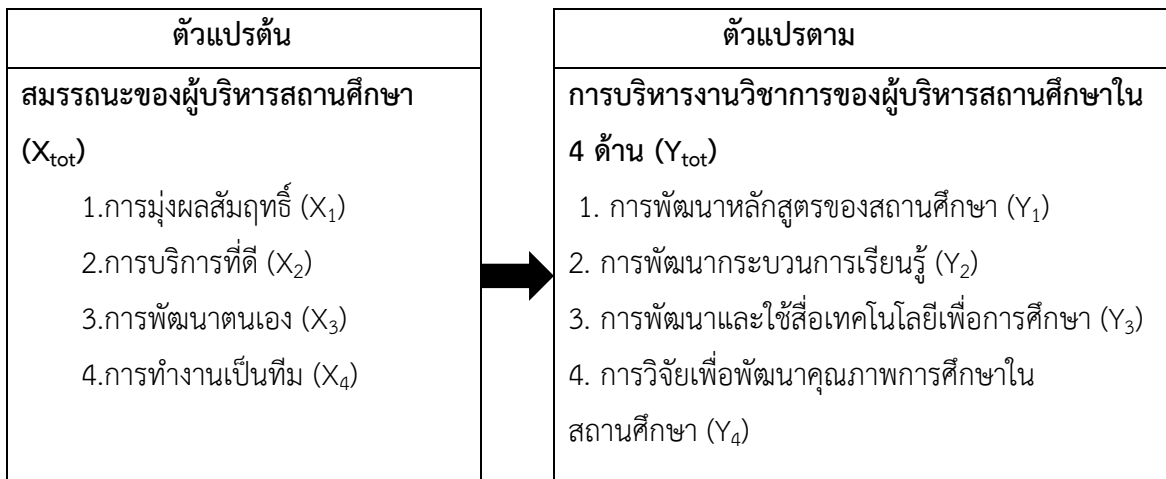 ตัวแปรต้น
สมรรถนะของผู้บริหารสถานศึกษา
(Xtot)
1.การมุ่งผลสัมฤทธิ์ (X1)
2.การบริการที่ดี (X2)
3.การพัฒนาตนเอง (X3)
4.การทำงานเป็นทีม (X4)
ตัวแปรตาม
การบริหารงานวิชาการของผู้บริหารสถานศึกษาใน
4 ด้าน (Ytot)
1. การพัฒนาหลักสูตรของสถานศึกษา (Y1)
2. การพัฒนากระบวนการเรียนรู้ (Y2)
3. การพัฒนาและใช้สื่อเทคโนโลยีเพื่อการศึกษา (Y3)
4. การวิจัยเพื่อพัฒนาคุณภาพการศึกษาใน
สถานศึกษา (Y4)